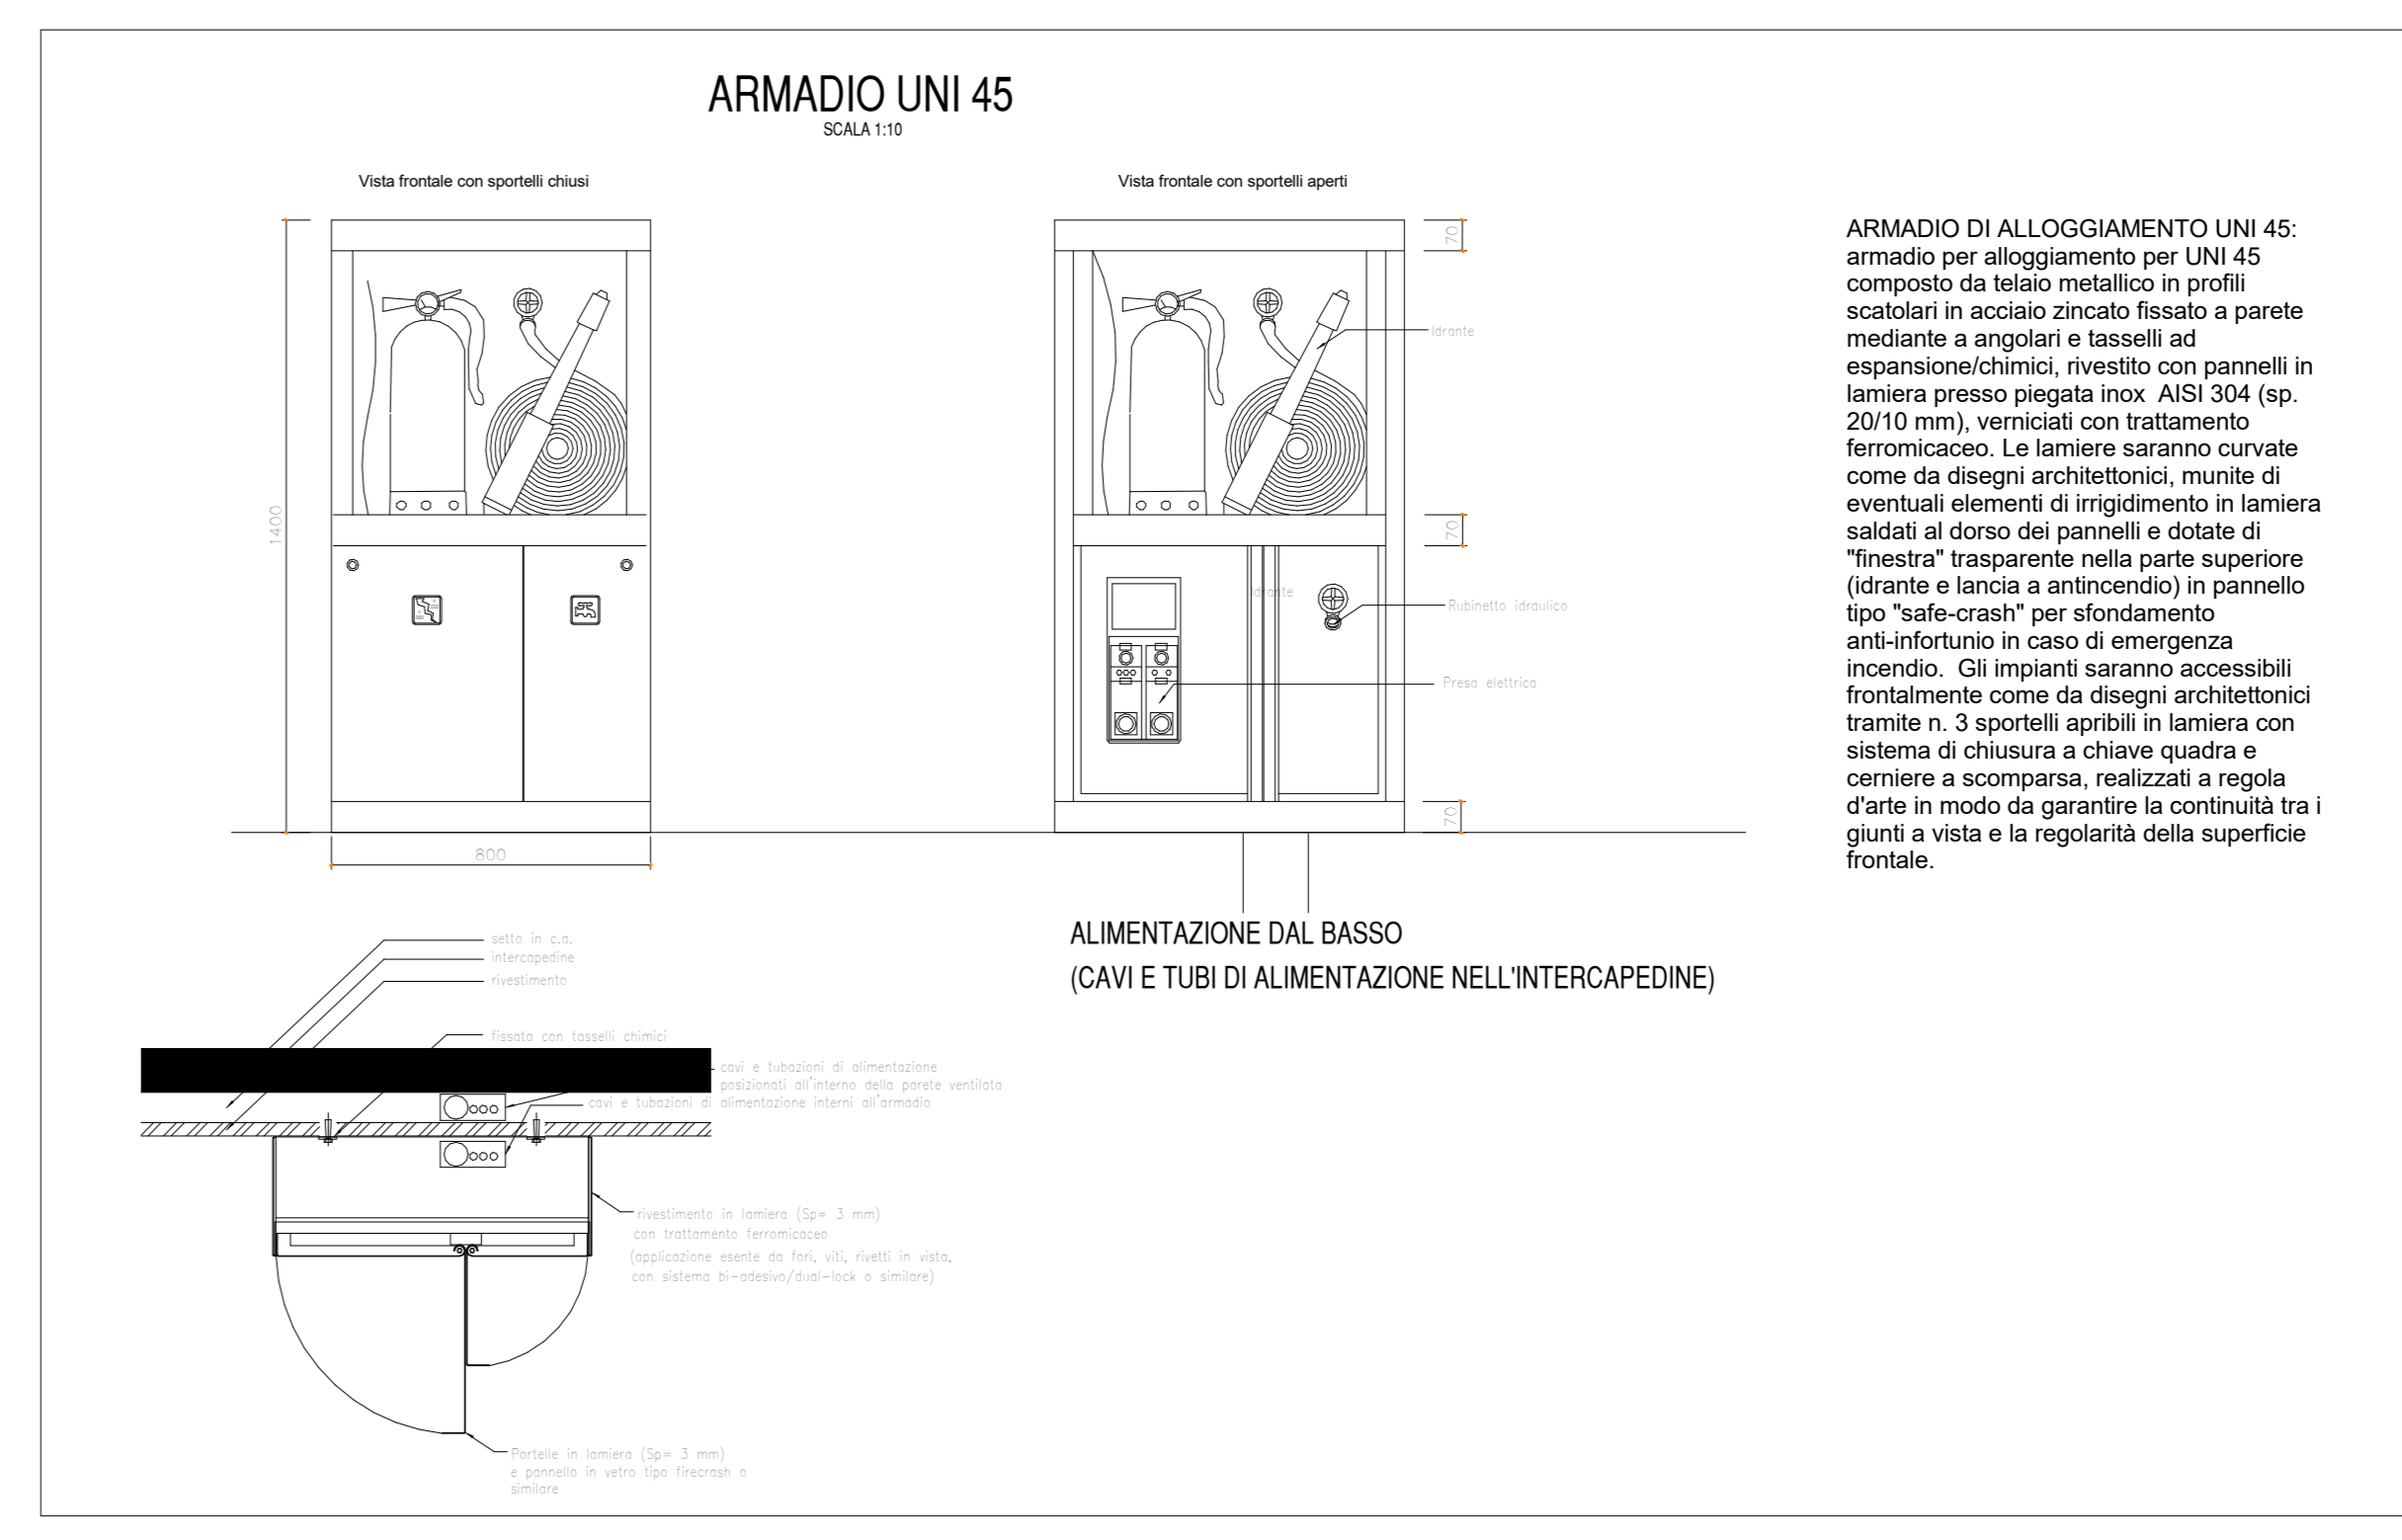 ARMADIO UNI 45
SCALA 1:10
Vista frontale con sportelli chiusi
Vista frontale con sportelli aperti
1400
800
70
70
70
Idrante
Idrante
Rubinetto idraulico
Presa elettrica
ALIMENTAZIONE DAL BASSO
(CAVI E TUBI DI ALIMENTAZIONE NELL'INTERCAPEDINE)
ARMADIO DI ALLOGGIAMENTO UNI 45:
armadio per alloggiamento per UNI 45
composto da telaio metallico in profili
scatolari in acciaio zincato fissato a parete
mediante a angolari e tasselli ad
espansione/chimici, rivestito con pannelli in
lamiera presso piegata inox  AISI 304 (sp.
20/10 mm), verniciati con trattamento
ferromicaceo. Le lamiere saranno curvate
come da disegni architettonici, munite di
eventuali elementi di irrigidimento in lamiera
saldati al dorso dei pannelli e dotate di
"finestra" trasparente nella parte superiore
(idrante e lancia a antincendio) in pannello
tipo "safe-crash" per sfondamento
anti-infortunio in caso di emergenza
incendio.  Gli impianti saranno accessibili
frontalmente come da disegni architettonici
tramite n. 3 sportelli apribili in lamiera con
sistema di chiusura a chiave quadra e
cerniere a scomparsa, realizzati a regola
d'arte in modo da garantire la continuità tra i
giunti a vista e la regolarità della superficie
frontale.
setto in c.a.
intercapedine
rivestimento
fissata con tasselli chimici
cavi e tubazioni di alimentazione
posizionati all'interno della parete ventilata
cavi e tubazioni di alimentazione interni all'armadio
rivestimento in lamiera (Sp= 3 mm)
con trattamento ferromicaceo
(applicazione esente da fori, viti, rivetti in vista,
con sistema bi-adesivo/dual-lock o similare)
Portelle in lamiera (Sp= 3 mm)
e pannello in vetro tipo firecrash o
similare